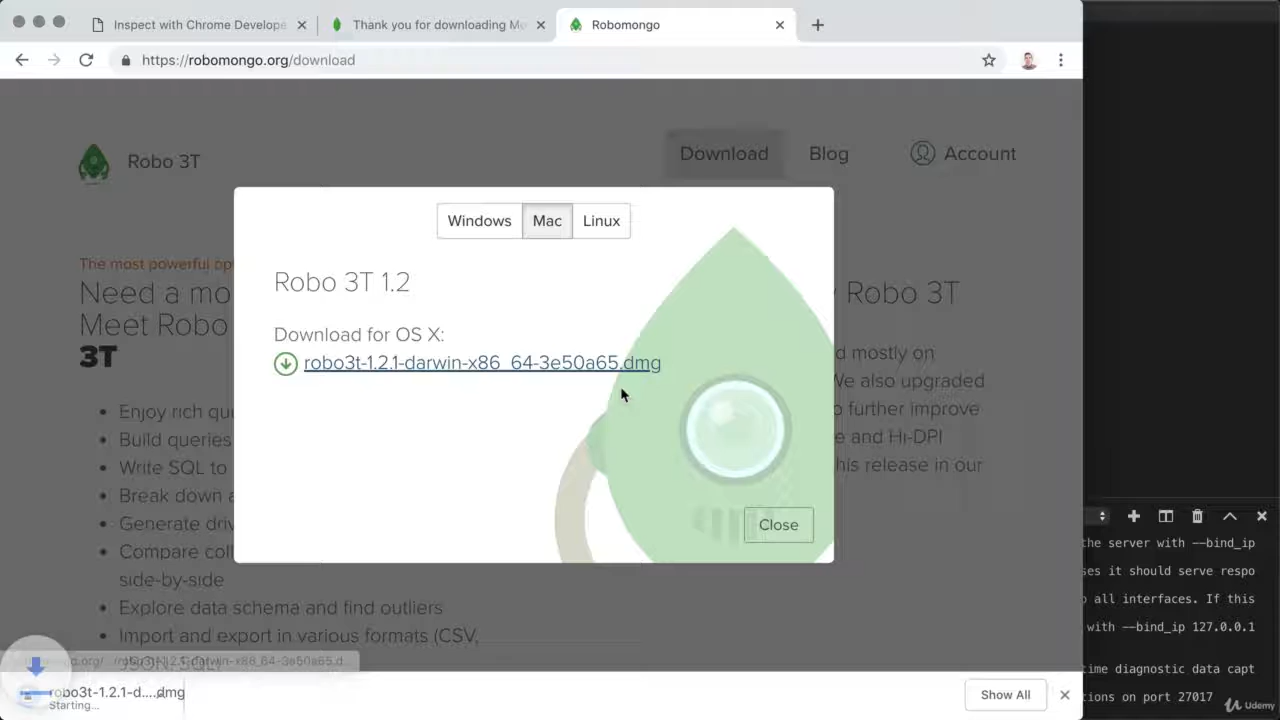 Inspect with Chrome Develope
Thank you for downloading Mo
Robomongo
https://robomongo.org/download
Robo 3T
Download
Blog
Account
Windows
Mac
Linux
Robo 3T 1.2
Download for OS X:
robo3t-1.2.1-darwin-x86_64-3e50a65.dmg
Close
The most powerful op
Need a mo
Meet Robo
3T
Enjoy rich qu
Build queries
Write SQL to
Break down a
Generate driv
Compare coll
side-by-side
Explore data schema and find outliers
Import and export in various formats (CSV,
Robo 3T
d mostly on
We also upgraded
further improve
e and Hi-DPI
his release in our
robo3t-1.2.1-d....dmg
Starting...
Show All
the server with --bind_ip
ses it should serve respo
all interfaces. If this
with --bind_ip 127.0.0.1
time diagnostic data capt
tions on port 27017
Udemy